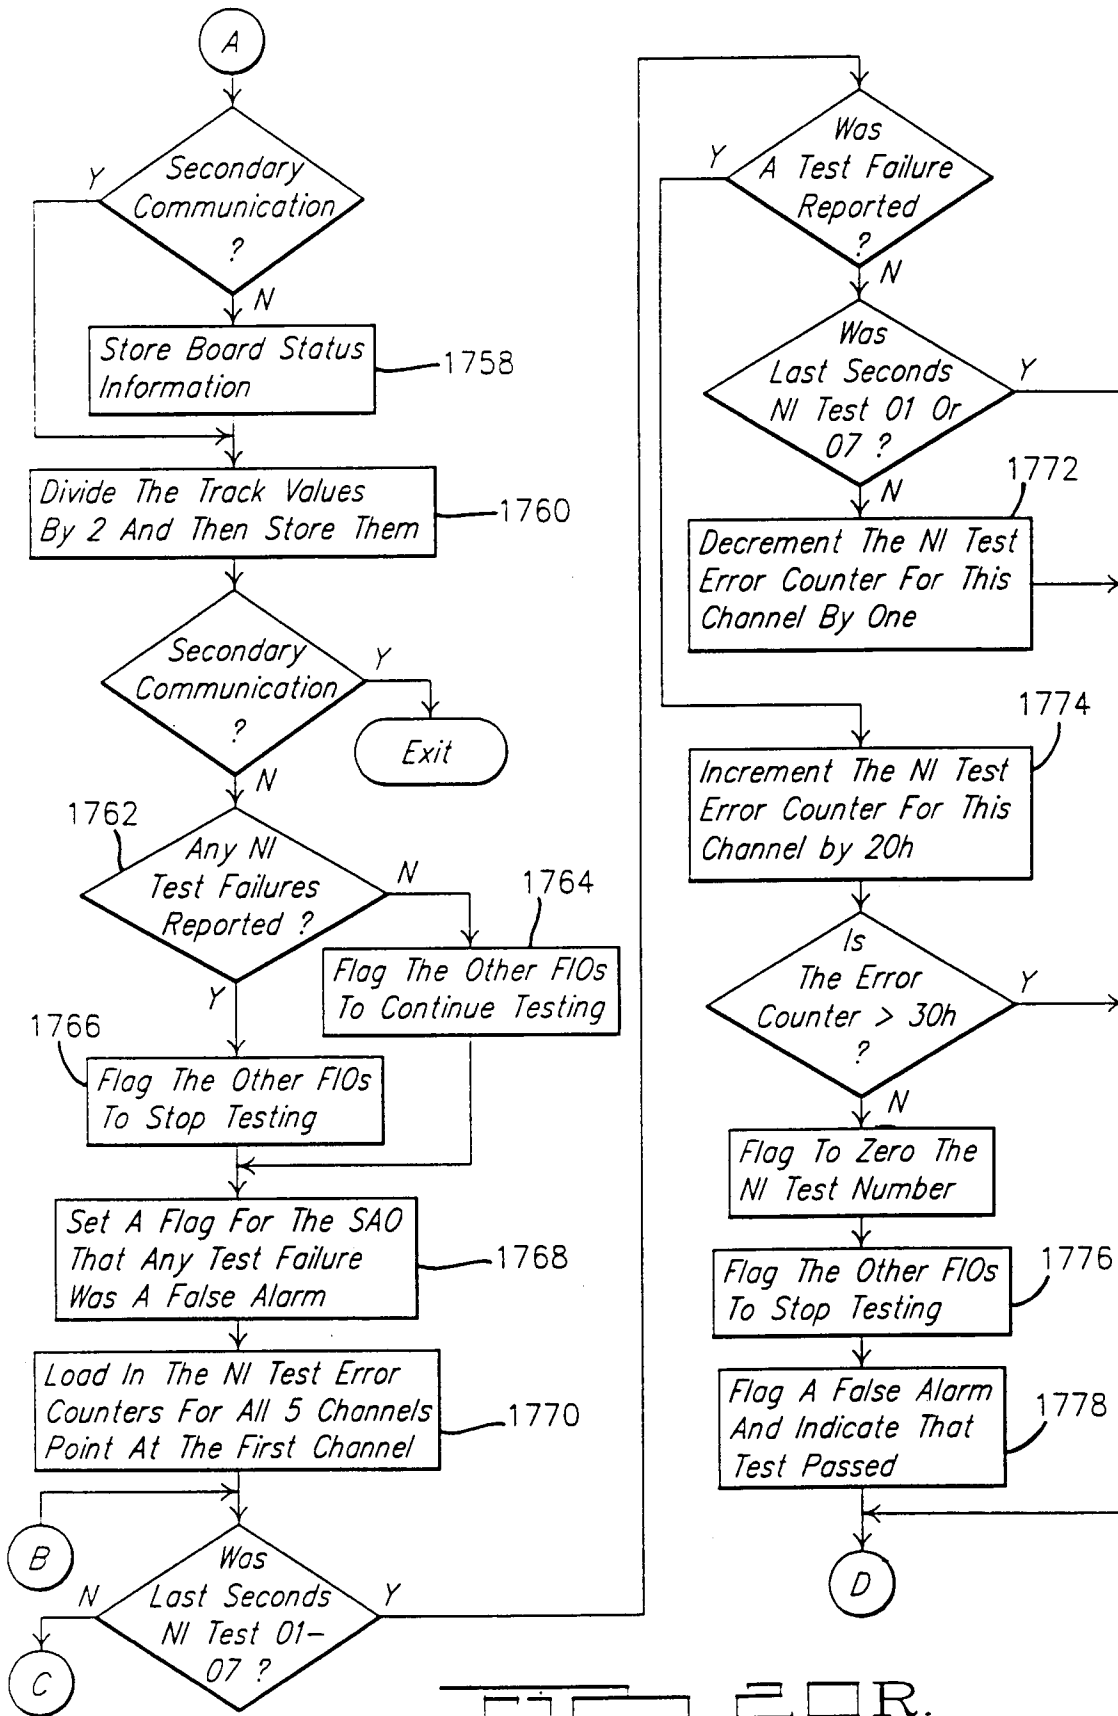 A
Secondary
Communication
?
Y
N
Store Board Status
Information
1758
Divide The Track Values
By 2 And Then Store Them
1760
Secondary
Communication
?
Y
Exit
N
1762
Any NI
Test Failures
Reported ?
N
1764
Flag The Other FIOs
To Continue Testing
Y
1766
Flag The Other FIOs
To Stop Testing
Set A Flag For The SAO
That Any Test Failure
Was A False Alarm
1768
Load In The NI Test Error
Counters For All 5 Channels
Point At The First Channel
1770
B
Was
Last Seconds
NI Test 01-
07 ?
N
Y
C
Was
A Test Failure
Reported
?
Y
N
Was
Last Seconds
NI Test 01 Or
07 ?
Y
N
1772
Decrement The NI Test
Error Counter For This
Channel By One
1774
Increment The NI Test
Error Counter For This
Channel by 20h
Is
The Error
Counter > 30h
?
Y
N
Flag To Zero The
NI Test Number
Flag The Other FIOs
To Stop Testing
1776
Flag A False Alarm
And Indicate That
Test Passed
1778
D
R.